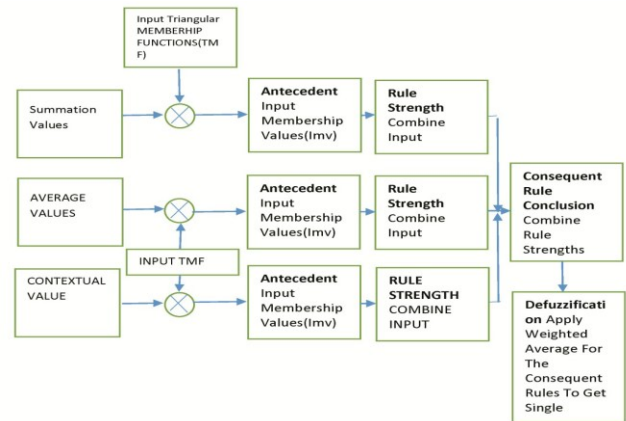 Input Triangular
MEMBERHIP
FUNCTIONS(TM
F)
Summation
Values
Antecedent
Input
Membership
Values(Imv)
Rule
Strength
Combine
Input
AVERAGE
VALUES
Antecedent
Input
Membership
Values(Imv)
Rule
Strength
Combine
Input
Consequent
Rule
Conclusion
Combine
Rule
Strengths
INPUT TMF
CONTEXTUAL
VALUE
Antecedent
Input
Membership
Values(Imv)
RULE
STRENGTH
COMBINE
INPUT
Defuzzificati
on Apply
Weighted
Average For
The
Consequent
Rules To Get
Single